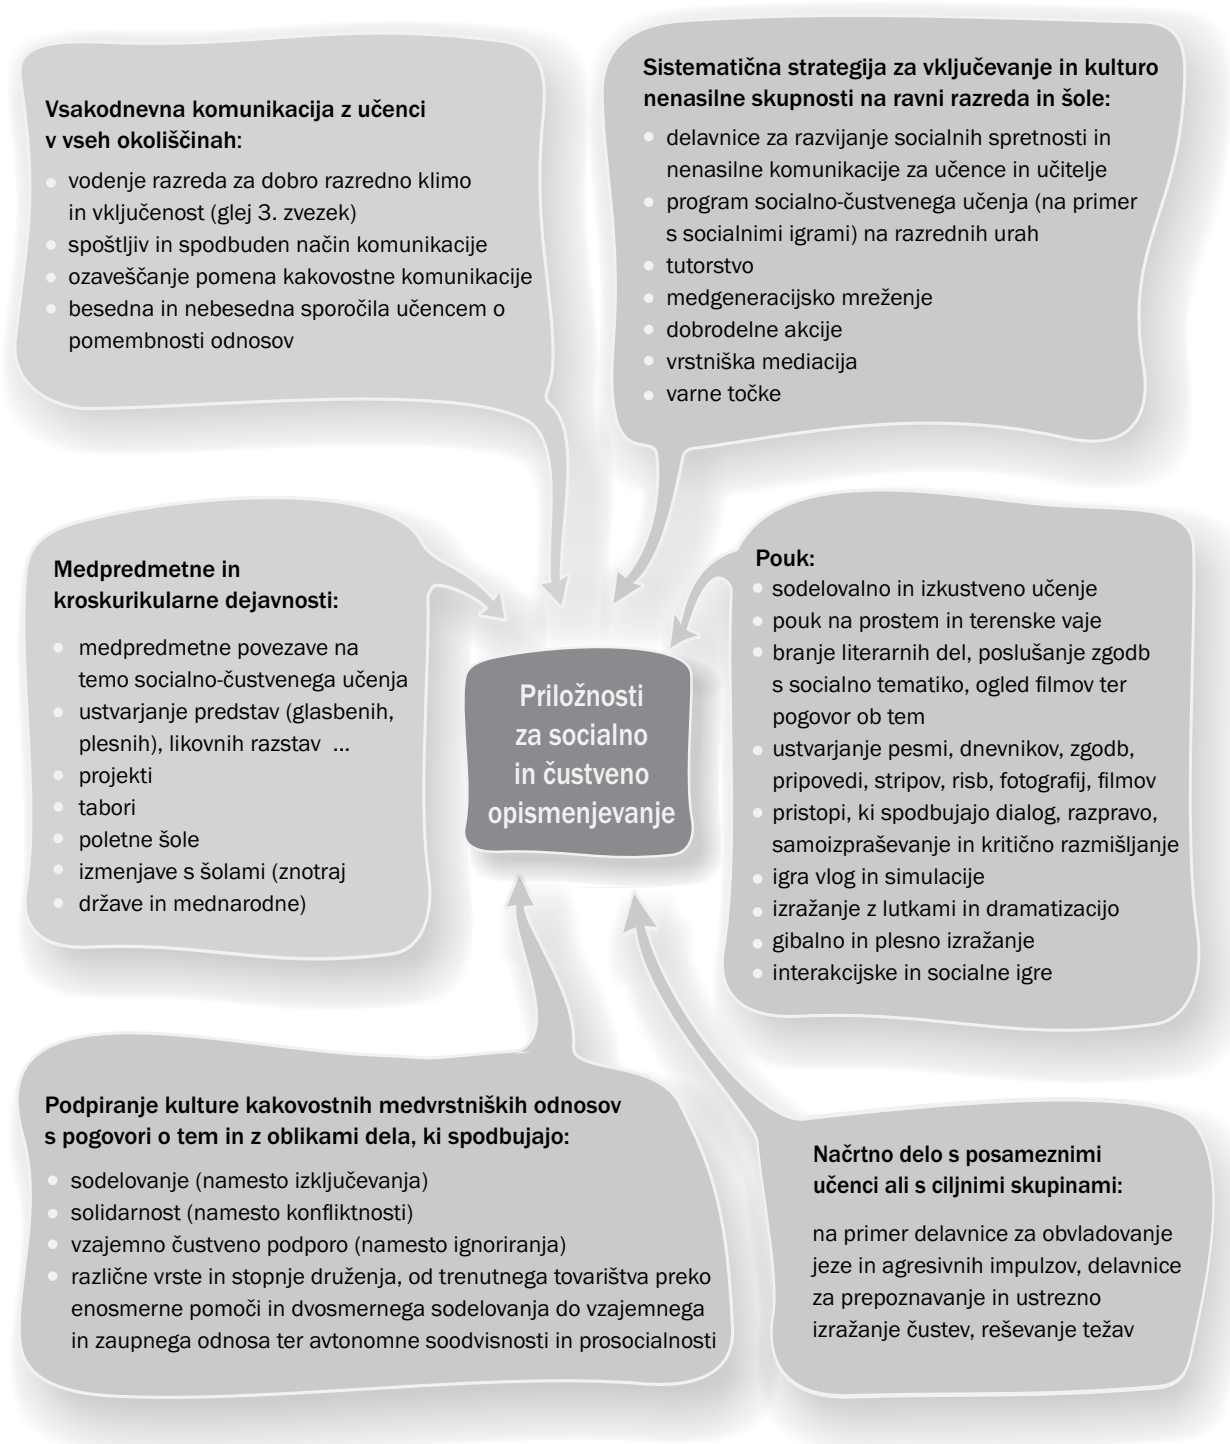 Vsakodnevna komunikacija z učenci
v vseh okoliščinah:
vodenje razreda za dobro razredno klimo
in vključenost (glej 3. zvezek)
spoštljiv in spodbuden način komunikacije
ozaveščanje pomena kakovostne komunikacije
besedna in nebesedna sporočila učencem o
pomembnosti odnosov
Sistematična strategija za vključevanje in kulturo
nenasilne skupnosti na ravni razreda in šole:
delavnice za razvijanje socialnih spretnosti in
nenasilne komunikacije za učence in učitelje
program socialno-čustvenega učenja (na primer
s socialnimi igrami) na razrednih urah
tutorstvo
medgeneracijsko mreženje
dobrodelne akcije
vrstniška mediacija
varne točke
Medpredmetne in
kroskurikularne dejavnosti:
medpredmetne povezave na
temo socialno-čustvenega učenja
ustvarjanje predstav (glasbenih,
plesnih), likovnih razstav ...
projekti
tabori
poletne šole
izmenjave s šolami (znotraj
države in mednarodne)
Priložnosti
za socialno
in čustveno
opismenjevanje
Pouk:
sodelovalno in izkustveno učenje
pouk na prostem in terenske vaje
branje literarnih del, poslušanje zgodb
s socialno tematiko, ogled filmov ter
pogovor ob tem
ustvarjanje pesmi, dnevnikov, zgodb,
pripovedi, stripov, risb, fotografij, filmov
pristopi, ki spodbujajo dialog, razpravo,
samoizpraševanje in kritično razmišljanje
igra vlog in simulacije
izražanje z lutkami in dramatizacijo
gibalno in plesno izražanje
interakcijske in socialne igre
Podpiranje kulture kakovostnih medvrstniških odnosov
s pogovori o tem in z oblikami dela, ki spodbujajo:
sodelovanje (namesto izključevanja)
solidarnost (namesto konfliktnosti)
vzajemno čustveno podporo (namesto ignoriranja)
različne vrste in stopnje druženja, od trenutnega tovarištva preko
enosmerne pomoči in dvosmernega sodelovanja do vzajemnega
in zaupnega odnosa ter avtonomne soodvisnosti in prosocialnosti
Načrtno delo s posameznimi
učenci ali s ciljnimi skupinami:
na primer delavnice za obvladovanje
jeze in agresivnih impulzov, delavnice
za prepoznavanje in ustrezno
izražanje čustev, reševanje težav